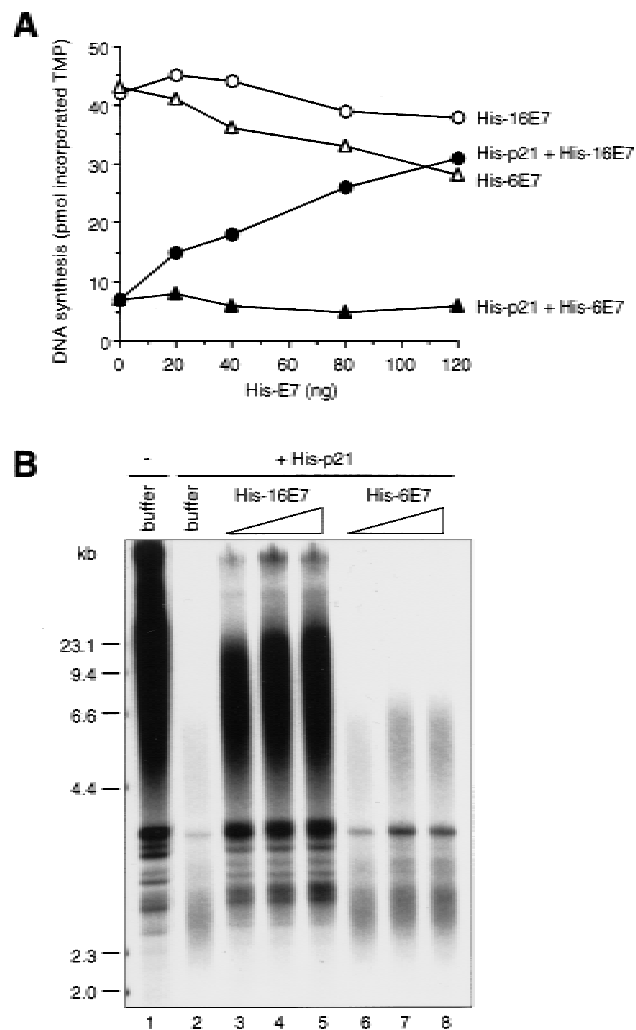 A
DNA synthesis (pmol incorporated TMP)
50
40
30
20
10
0
0 20 40 60 80 100 120
His-E7 (ng)
His-16E7
His-p21 + His-16E7
His-6E7
His-p21 + His-6E7
B
- + His-p21
buffer buffer His-16E7 His-6E7
kb
23.1
9.4
6.6
4.4
2.3
2.0
1 2 3 4 5 6 7 8